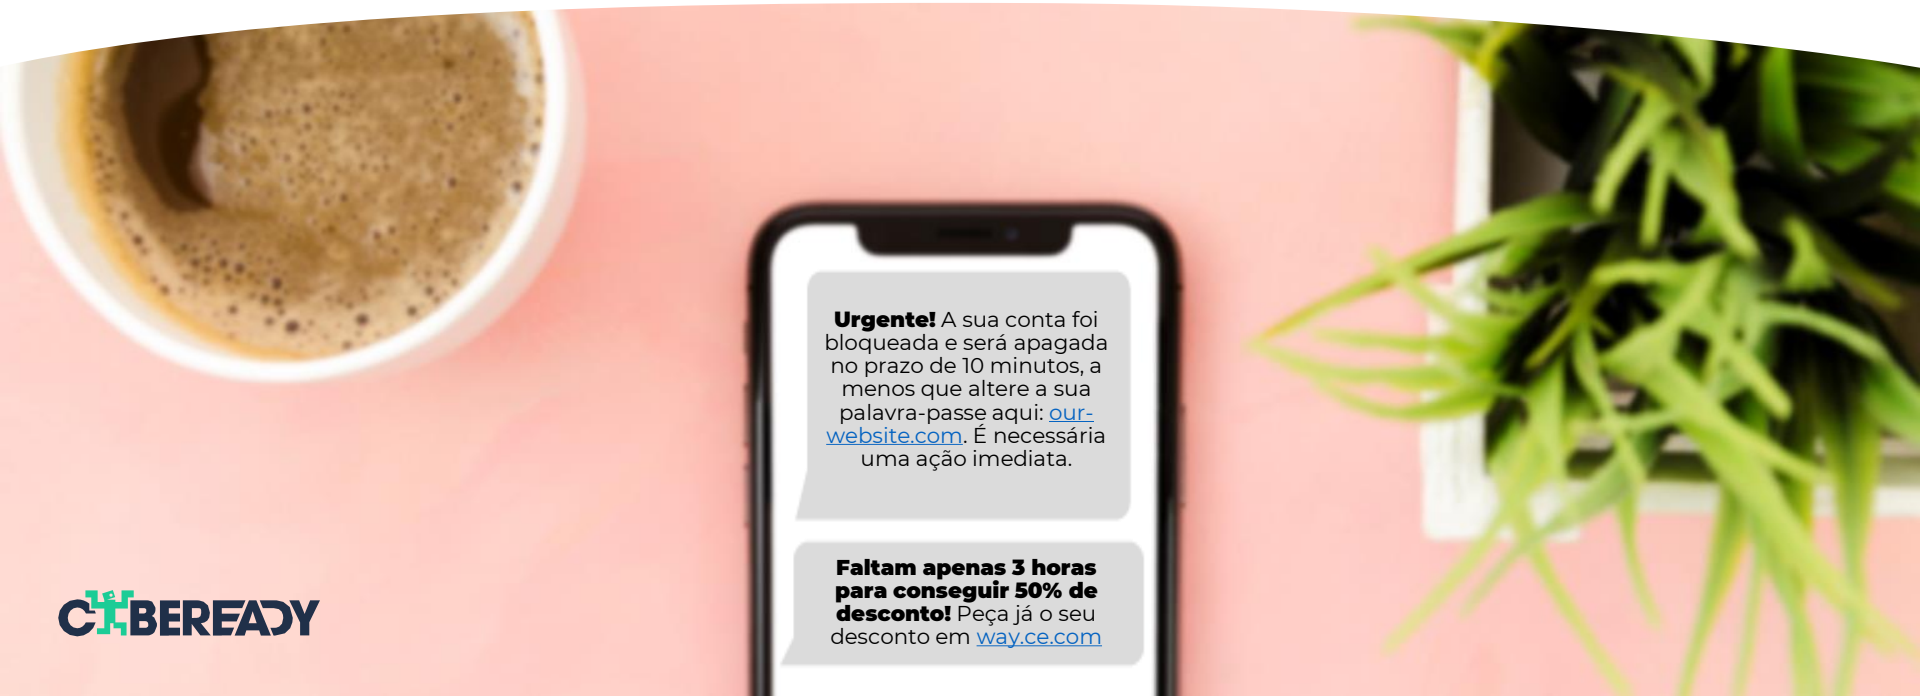 Urgente! A sua conta foi
bloqueada e será apagada
no prazo de 10 minutos, a
menos que altere a sua
palavra-passe aqui: our-
website.com. É necessária
uma ação imediata.
Faltam apenas 3 horas
para conseguir 50% de
desconto! Peça já o seu
desconto em way.ce.com
CYBEREADY